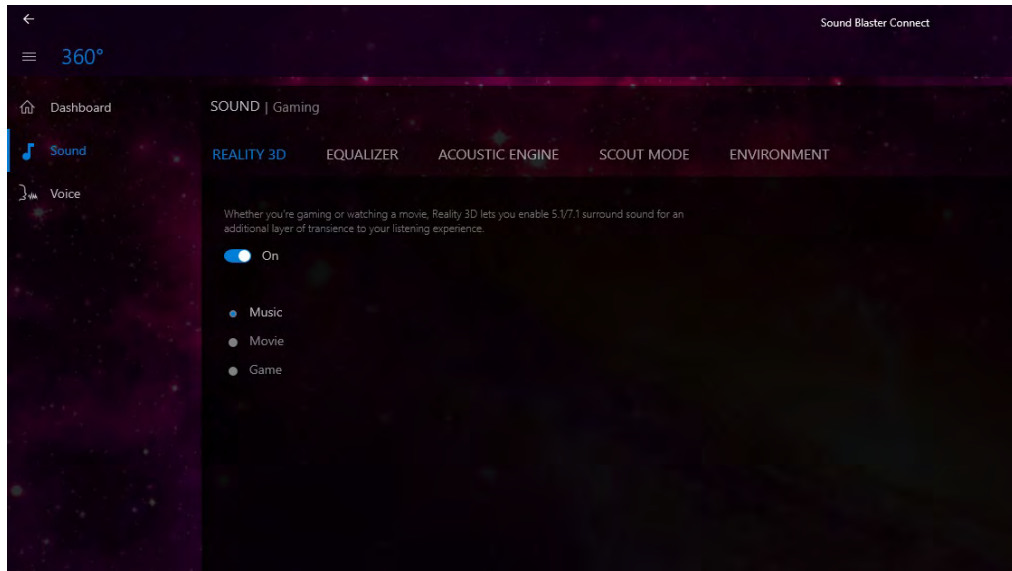 Sound Blaster Connect
360°
Dashboard
Sound
Voice
SOUND | Gaming
REALITY 3D EQUALIZER ACOUSTIC ENGINE SCOUT MODE ENVIRONMENT
Whether you're gaming or watching a movie, Reality 3D lets you enable 5.1/7.1 surround sound for an
additional layer of transience to your listening experience.
On
Music
Movie
Game